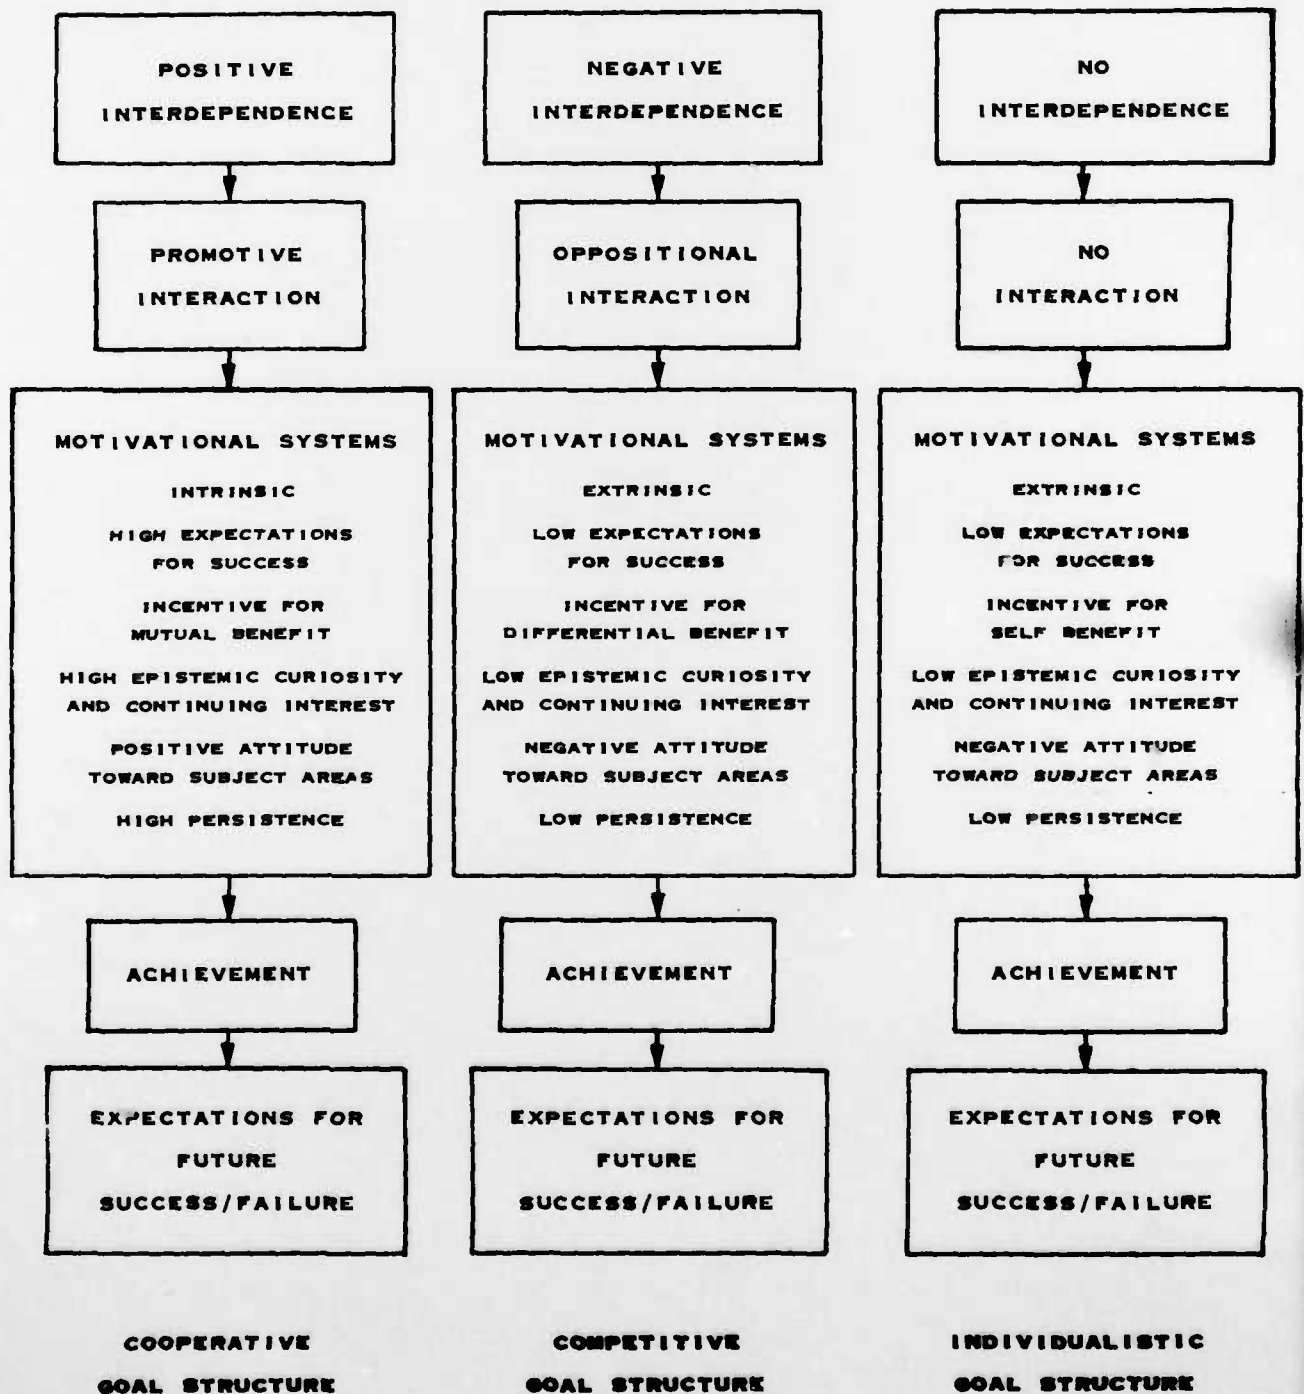 POSITIVE
INTERDEPENDENCE
PROMOTIVE
INTERACTION
MOTIVATIONAL SYSTEMS
INTRINSIC
HIGH EXPECTATIONS
FOR SUCCESS
INCENTIVE FOR
MUTUAL BENEFIT
HIGH EPISTEMIC CURIOSITY
AND CONTINUING INTEREST
POSITIVE ATTITUDE
TOWARD SUBJECT AREAS
HIGH PERSISTENCE
ACHIEVEMENT
EXPECTATIONS FOR
FUTURE
SUCCESS/FAILURE
COOPERATIVE
GOAL STRUCTURE
NEGATIVE
INTERDEPENDENCE
OPPOSITIONAL
INTERACTION
MOTIVATIONAL SYSTEMS
EXTRINSIC
LOW EXPECTATIONS
FOR SUCCESS
INCENTIVE FOR
DIFFERENTIAL BENEFIT
LOW EPISTEMIC CURIOSITY
AND CONTINUING INTEREST
NEGATIVE ATTITUDE
TOWARD SUBJECT AREAS
LOW PERSISTENCE
ACHIEVEMENT
EXPECTATIONS FOR
FUTURE
SUCCESS/FAILURE
COMPETITIVE
GOAL STRUCTURE
NO
INTERDEPENDENCE
NO
INTERACTION
MOTIVATIONAL SYSTEMS
EXTRINSIC
LOW EXPECTATIONS
FOR SUCCESS
INCENTIVE FOR
SELF BENEFIT
LOW EPISTEMIC CURIOSITY
AND CONTINUING INTEREST
NEGATIVE ATTITUDE
TOWARD SUBJECT AREAS
LOW PERSISTENCE
ACHIEVEMENT
EXPECTATIONS FOR
FUTURE
SUCCESS/FAILURE
INDIVIDUALISTIC
GOAL STRUCTURE